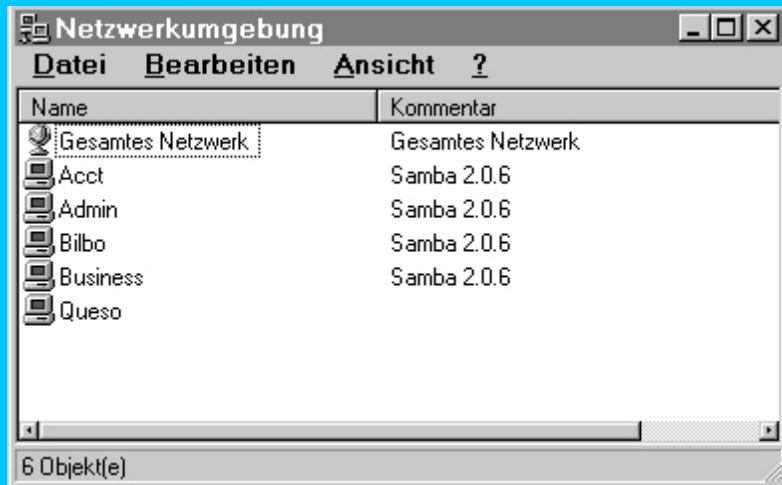 Netzwerkumgebung
Datei Bearbeiten Ansicht ?
Name Kommentar
Gesamtes Netzwerk Gesamtes Netzwerk
Acct Samba 2.0.6
Admin Samba 2.0.6
Bilbo Samba 2.0.6
Business Samba 2.0.6
Queso
6 Objekt(e)